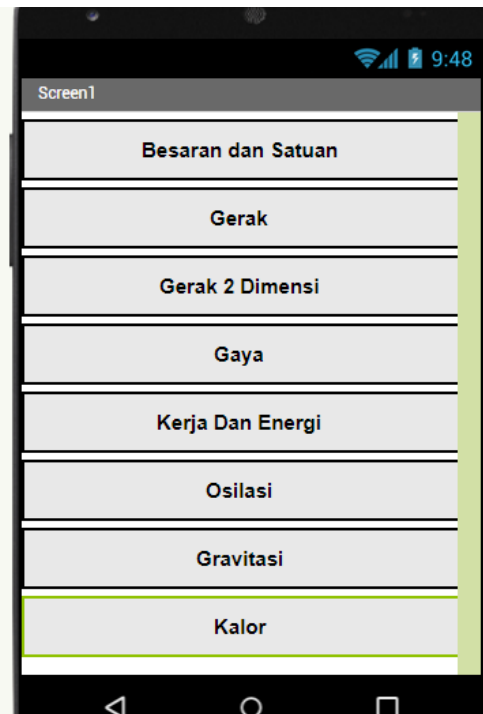 9:48
Screen1
Besaran dan Satuan
Gerak
Gerak 2 Dimensi
Gaya
Kerja Dan Energi
Osilasi
Gravitasi
Kalor